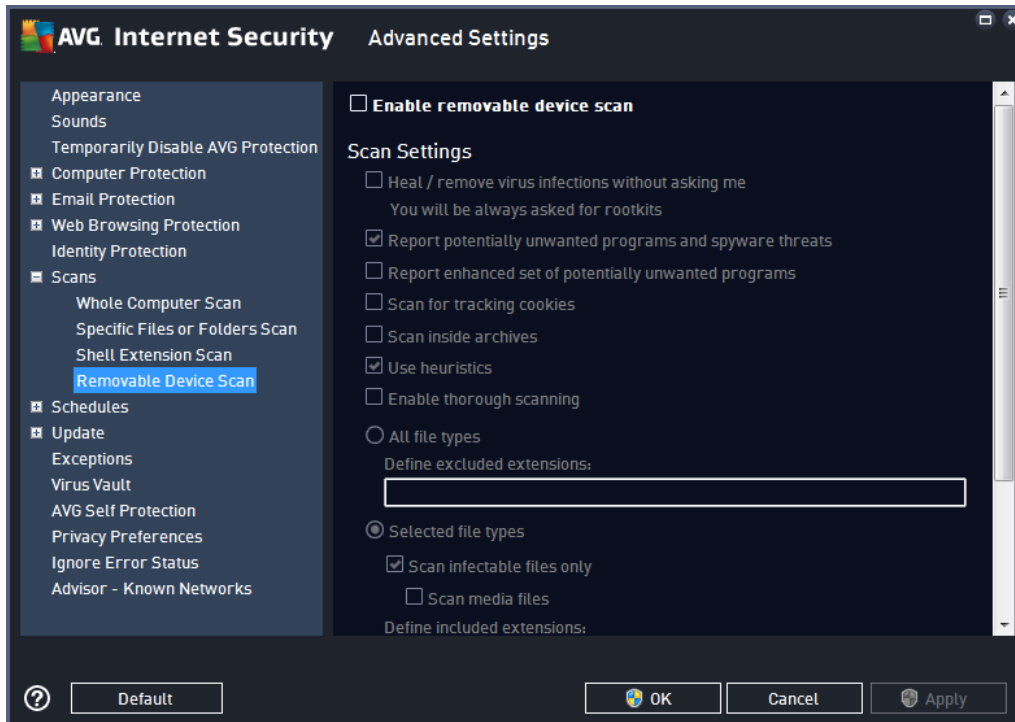 AVG. Internet Security Advanced Settings
Appearance
Sounds
Temporarily Disable AVG Protection
Computer Protection
Email Protection
Web Browsing Protection
Identity Protection
Scans
Whole Computer Scan
Specific Files or Folders Scan
Shell Extension Scan
Removable Device Scan
Schedules
Update
Exceptions
Virus Vault
AVG Self Protection
Privacy Preferences
Ignore Error Status
Advisor - Known Networks
Enable removable device scan
Scan Settings
Heal / remove virus infections without asking me
You will be always asked for rootkits
Report potentially unwanted programs and spyware threats
Report enhanced set of potentially unwanted programs
Scan for tracking cookies
Scan inside archives
Use heuristics
Enable thorough scanning
All file types
Define excluded extensions:
Selected file types
Scan infectable files only
Scan media files
Define included extensions:
? Default OK Cancel Apply